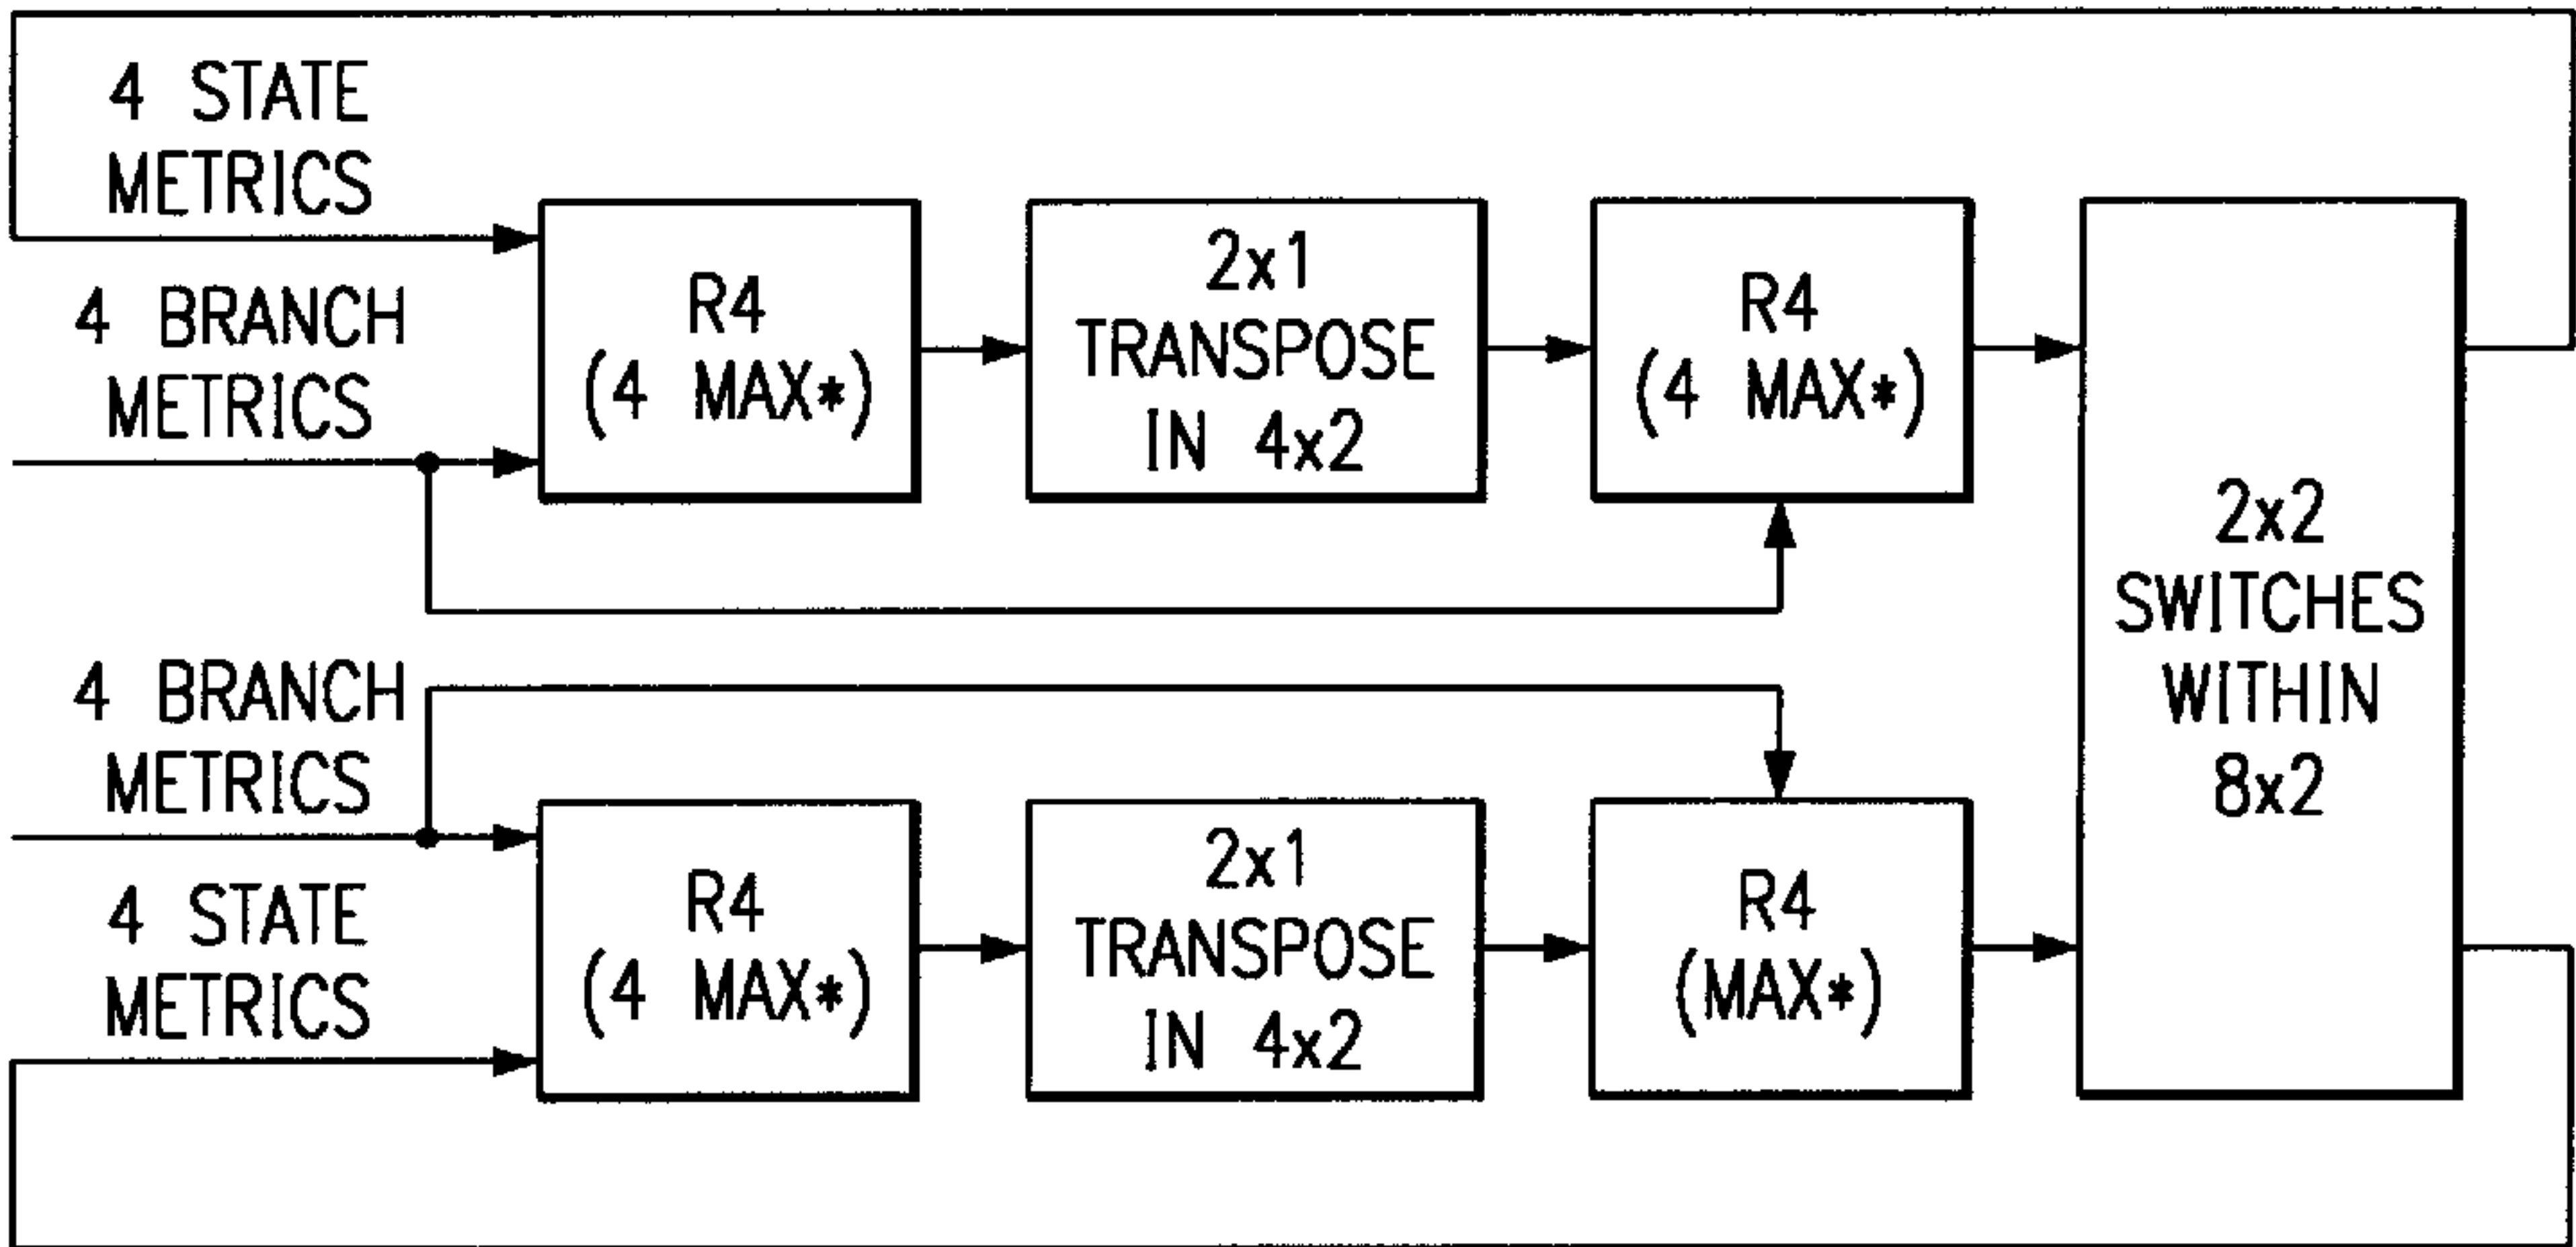 4 STATE
METRICS
4 BRANCH
METRICS
R4
(4 MAX*)
2x1
TRANSPOSE
IN 4x2
R4
(4 MAX*)
2x2
SWITCHES
WITHIN
8x2
4 BRANCH
METRICS
4 STATE
METRICS
R4
(4 MAX*)
2x1
TRANSPOSE
IN 4x2
R4
(MAX*)